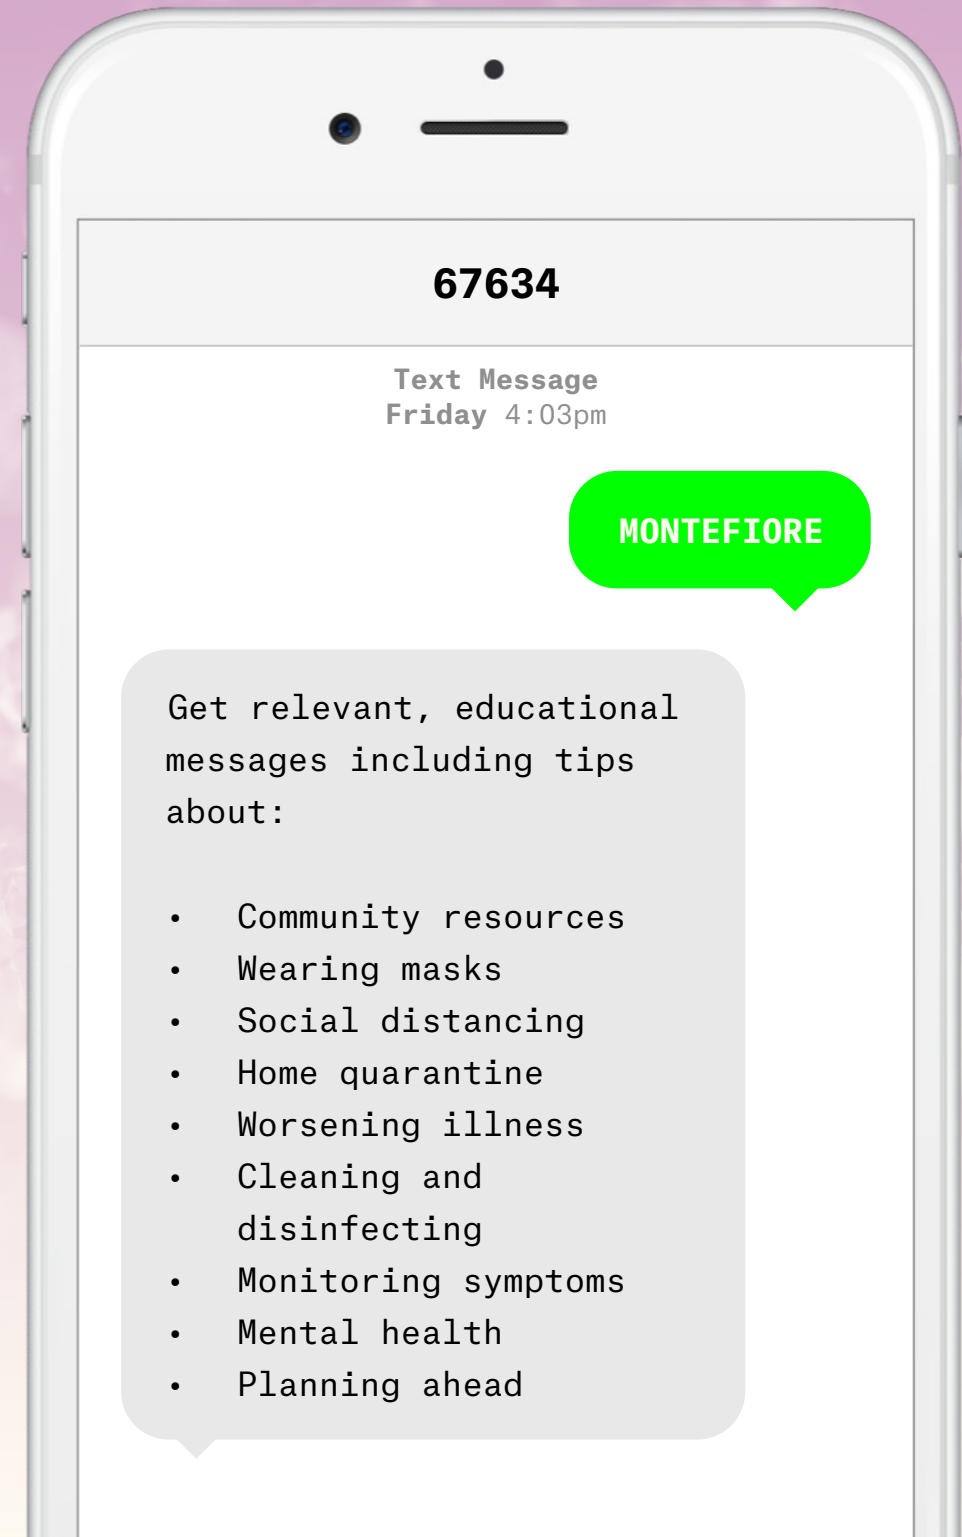 67634
Text Message
Friday 4:03pm
MONTEFIORE
Get relevant, educational
messages including tips
about:
• Community resources
• Wearing masks
• Social distancing
• Home quarantine
• Worsening illness
• Cleaning and
disinfecting
• Monitoring symptoms
• Mental health
• Planning ahead